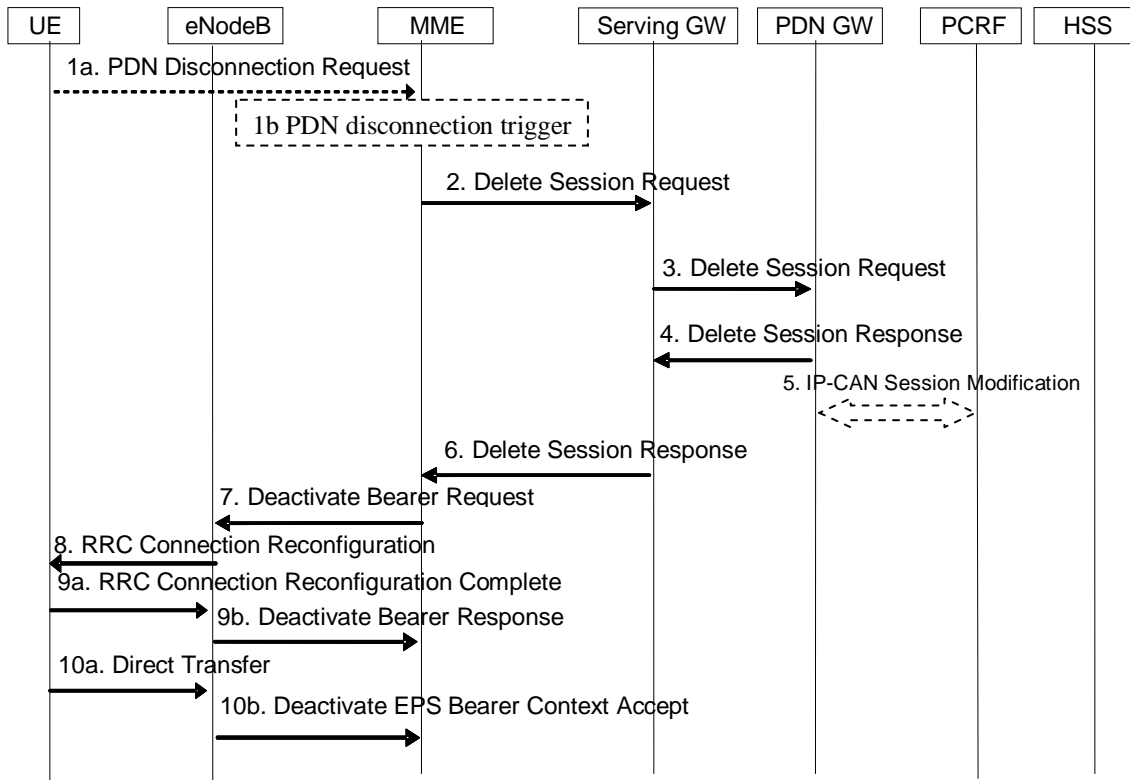 UE eNodeB MME Serving GW PDN GW PCRF HSS
1a. PDN Disconnection Request
1b PDN disconnection trigger
2. Delete Session Request
3. Delete Session Request
4. Delete Session Response
5. IP-CAN Session Modification
6. Delete Session Response
7. Deactivate Bearer Request
8. RRC Connection Reconfiguration
9a. RRC Connection Reconfiguration Complete
9b. Deactivate Bearer Response
10a. Direct Transfer
10b. Deactivate EPS Bearer Context Accept